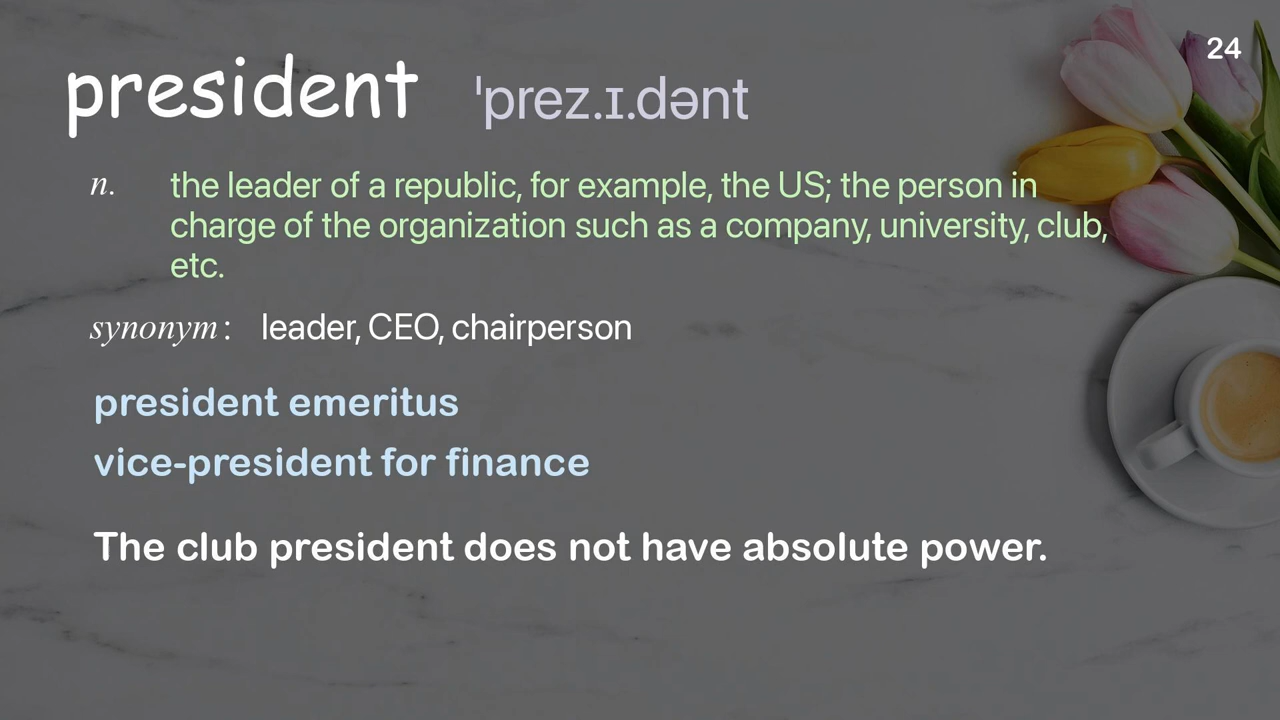 24
president ˈprez.ɪ.dənt
n. the leader of a republic, for example, the US; the person in
charge of the organization such as a company, university, club,
etc.
synonym: leader, CEO, chairperson
president emeritus
vice-president for finance
The club president does not have absolute power.